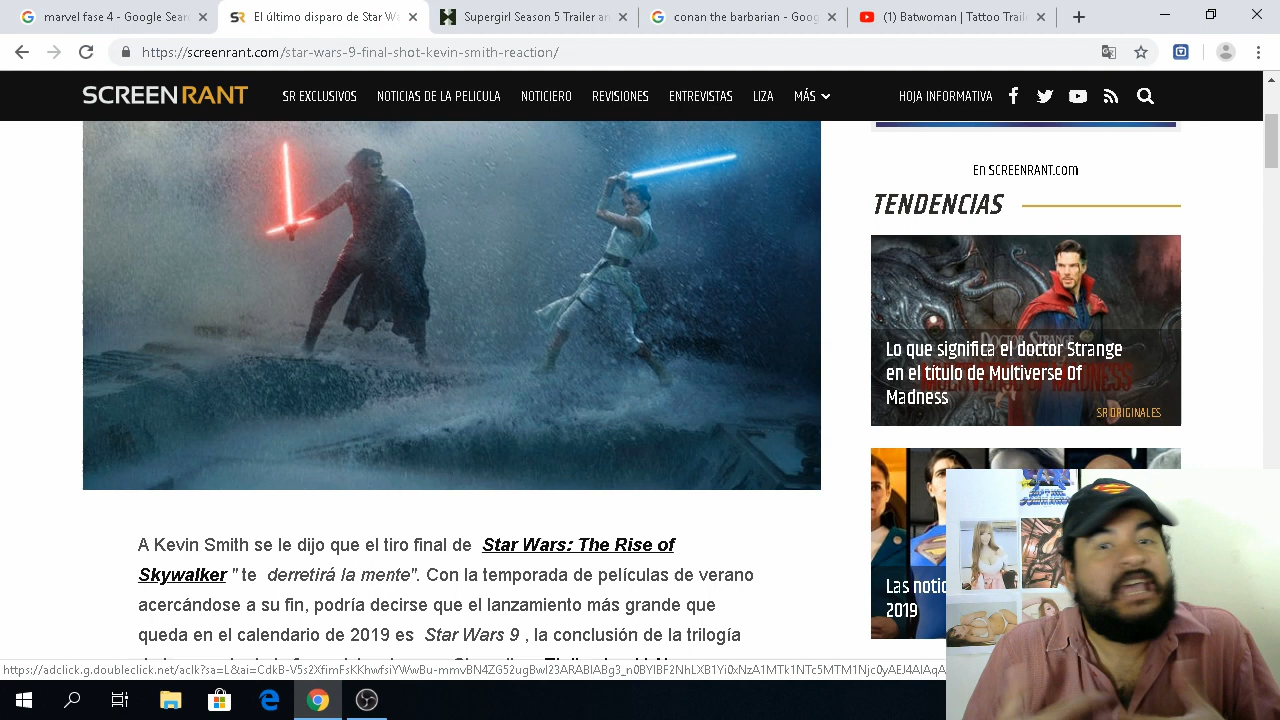 marvel fase 4 - Google Sear
El último disparo de Star Wa
Supergirl Season 5 Trailer an
conan the barbarian - Goog
(1) Batwoman | Tattoo Traile
https://screenrant.com/star-wars-9-final-shot-kevin-smith-reaction/
SCREENRANT
SR EXCLUSIVOS
NOTICIAS DE LA PELICULA
NOTICIERO
REVISIONES
ENTREVISTAS
LIZA
MÁS
HOJA INFORMATIVA
En SCREENRANT.com
TENDENCIAS
DOCTOR STRANGE
Lo que significa el doctor Strange
en el título de Multiverse Of
Madness
SR ORIGINALES
Las notic
2019
A Kevin Smith se le dijo que el tiro final de Star Wars: The Rise of
Skywalker " te derretirá la mente". Con la temporada de películas de verano
acercándose a su fin, podría decirse que el lanzamiento más grande que
queda en el calendario de 2019 es Star Wars 9 , la conclusión de la trilogía